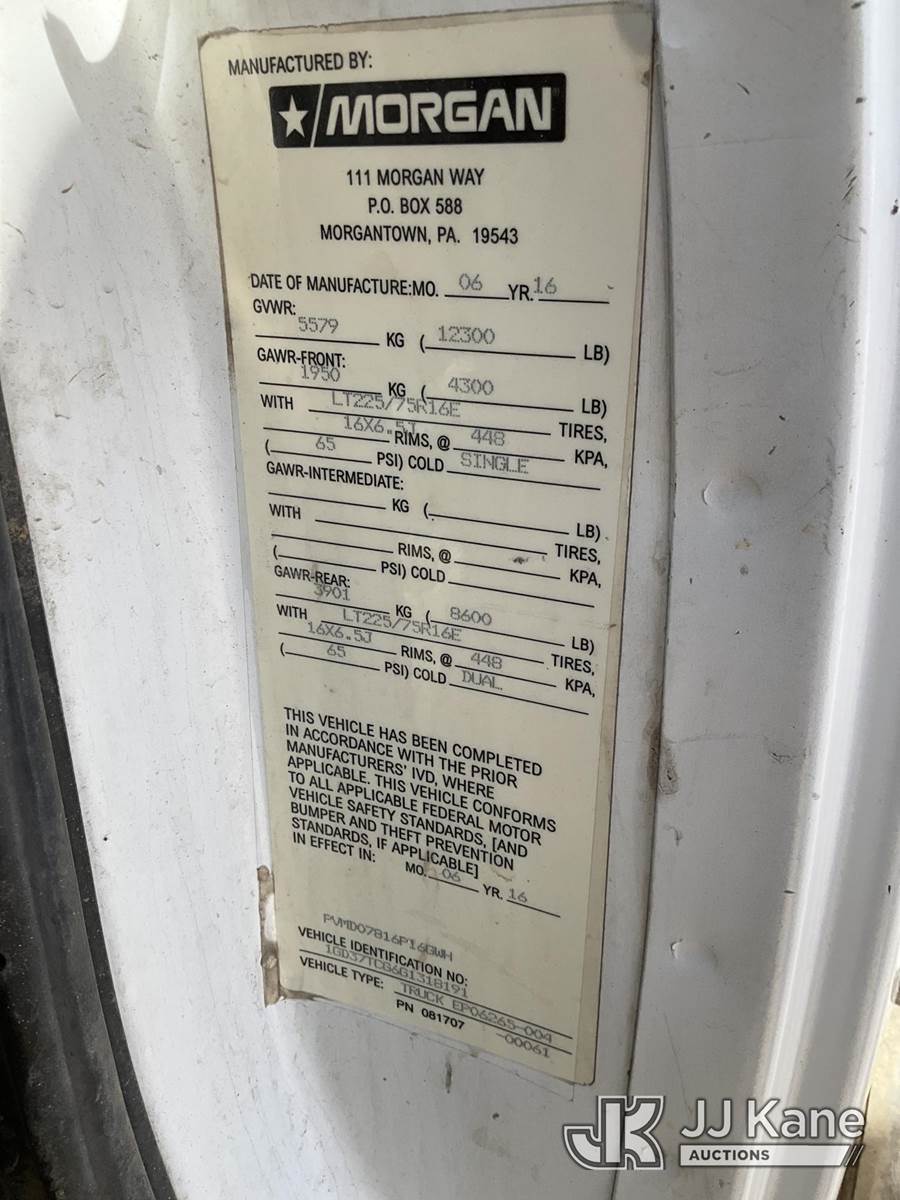 MANUFACTURED BY:
MORGAN
111 MORGAN WAY
P.O. BOX 588
MORGANTOWN, PA. 19543
DATE OF MANUFACTURE:MO. 06 YR. 16
GVWR:
5579 KG (12300 LB)
GAWR-FRONT:
1950 KG (4300 LB)
WITH LT225/75R16E TIRES,
16X6.5J RIMS, @ 448 KPA,
(65 PSI) COLD SINGLE
GAWR-INTERMEDIATE:
KG ( LB)
WITH TIRES,
RIMS, @ KPA,
( PSI) COLD
GAWR-REAR:
3901 KG (8600 LB)
WITH LT225/75R16E TIRES,
16X6.5J RIMS, @ 448 KPA,
(65 PSI) COLD DUAL
THIS VEHICLE HAS BEEN COMPLETED
IN ACCORDANCE WITH THE PRIOR
MANUFACTURERS' IVD, WHERE
APPLICABLE. THIS VEHICLE CONFORMS
TO ALL APPLICABLE FEDERAL MOTOR
VEHICLE SAFETY STANDARDS, [AND
BUMPER AND THEFT PREVENTION
STANDARDS, IF APPLICABLE]
IN EFFECT IN: MO. 06 YR. 16
PVMD07816P16GWH
VEHICLE IDENTIFICATION NO:
1GD37TCG6G1318191
VEHICLE TYPE: TRUCK EP06265-004
PN 081707 -00061
JK JJ Kane
AUCTIONS